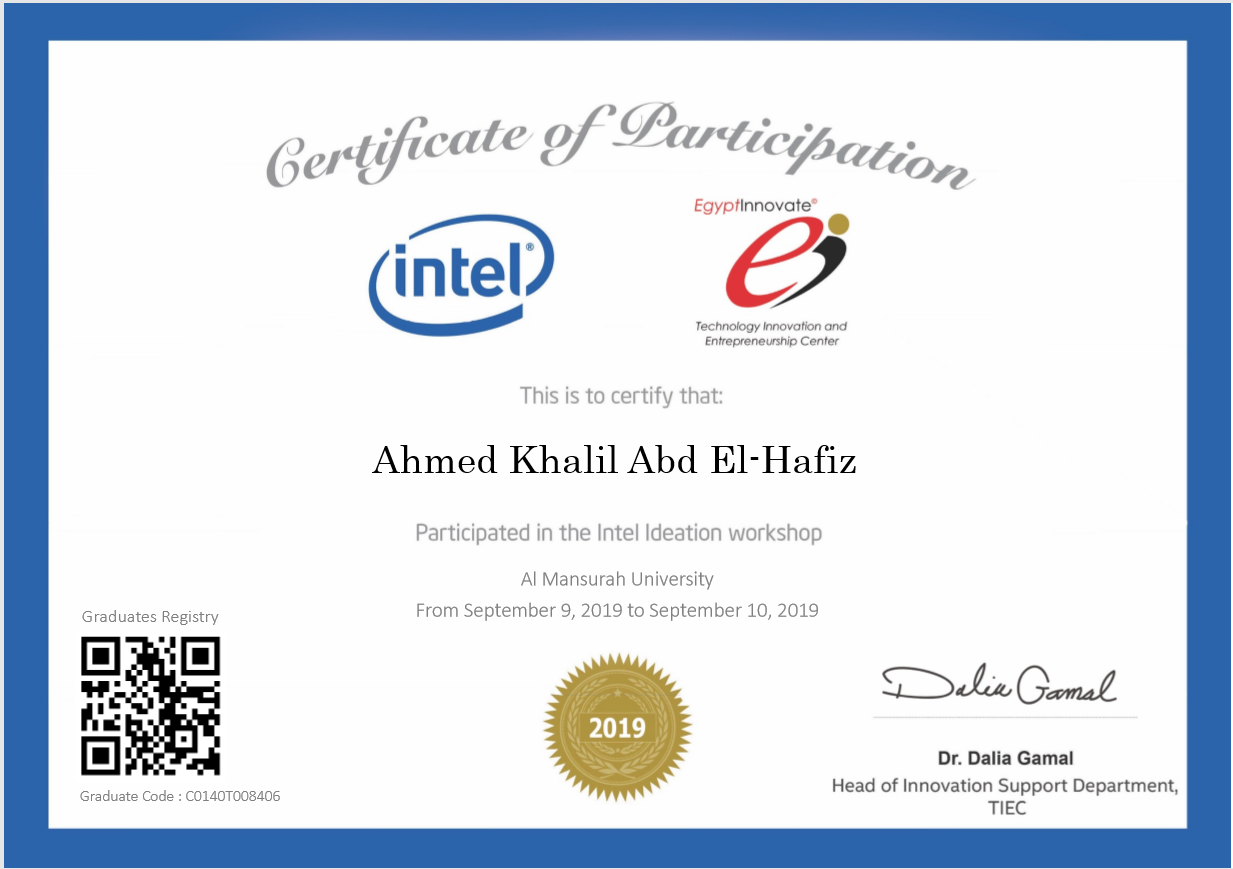 Certificate of Participation
intel®
EgyptInnovate®
Technology Innovation and
Entrepreneurship Center
This is to certify that:
Ahmed Khalil Abd El-Hafiz
Participated in the Intel Ideation workshop
Al Mansurah University
From September 9, 2019 to September 10, 2019
Graduates Registry
Graduate Code : C0140T008406
2019
Dalia Gamal
Dr. Dalia Gamal
Head of Innovation Support Department,
TIEC